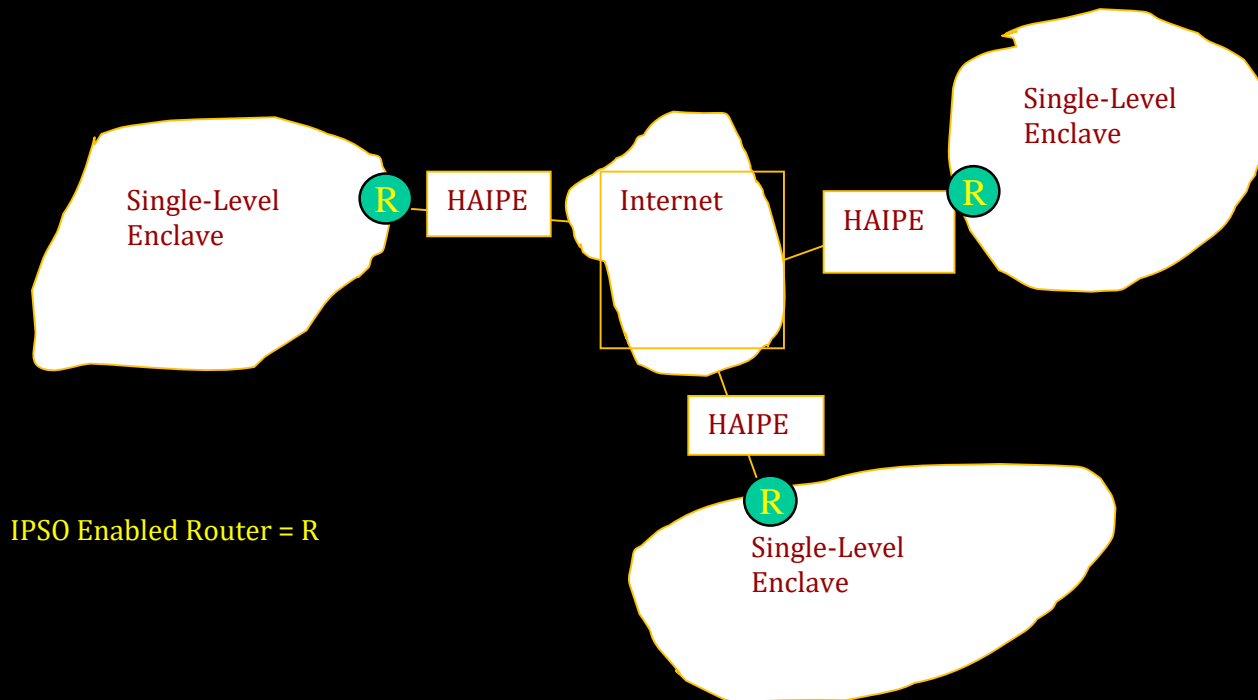 Single-Level
Enclave
R
HAIPE
Internet
HAIPE
R
Single-Level
Enclave
HAIPE
R
Single-Level
Enclave
IPSO Enabled Router = R